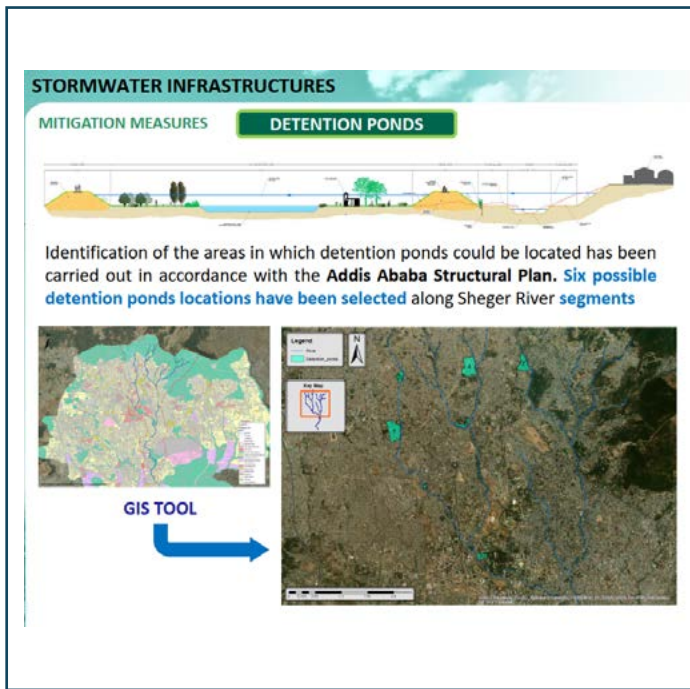 STORMWATER INFRASTRUCTURES
MITIGATION MEASURES
DETENTION PONDS
Identification of the areas in which detention ponds could be located has been
carried out in accordance with the Addis Ababa Structural Plan. Six possible
detention ponds locations have been selected along Sheger River segments
Legend
River
Detention_ponds
N
Key Map
GIS TOOL